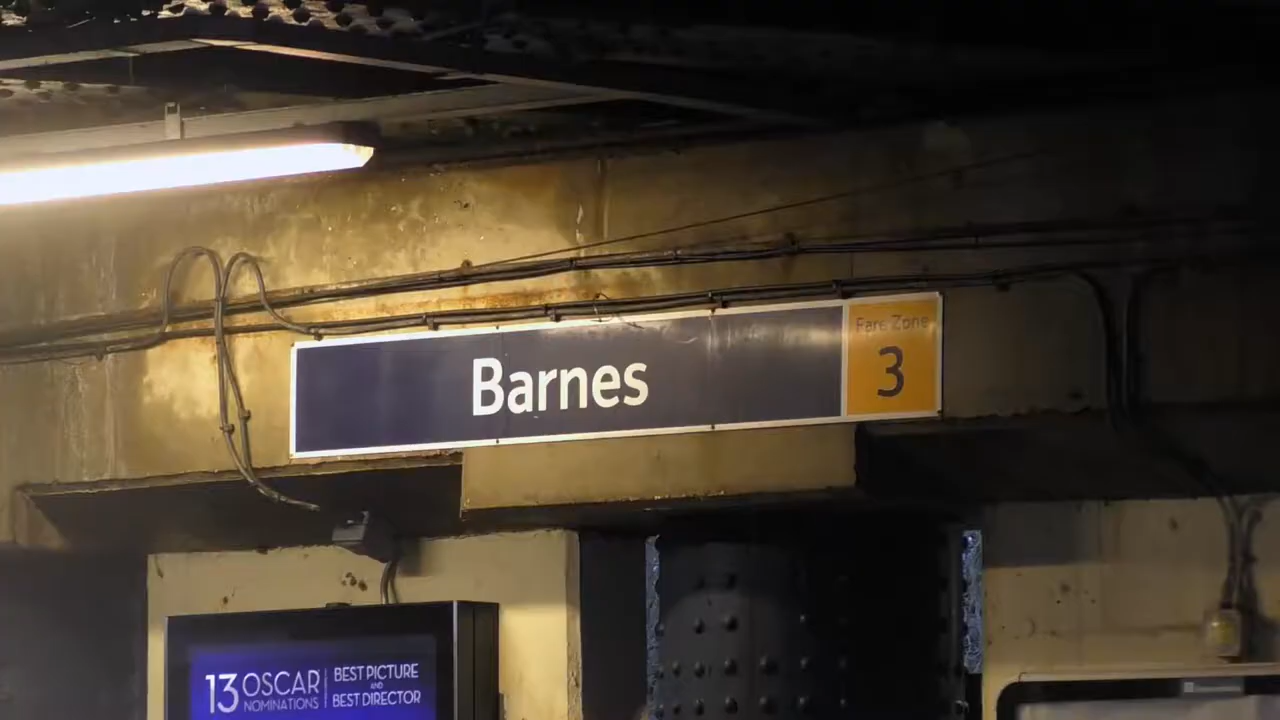 Barnes
Fare Zone
3
13 OSCAR
NOMINATIONS
BEST PICTURE
AND
BEST DIRECTOR